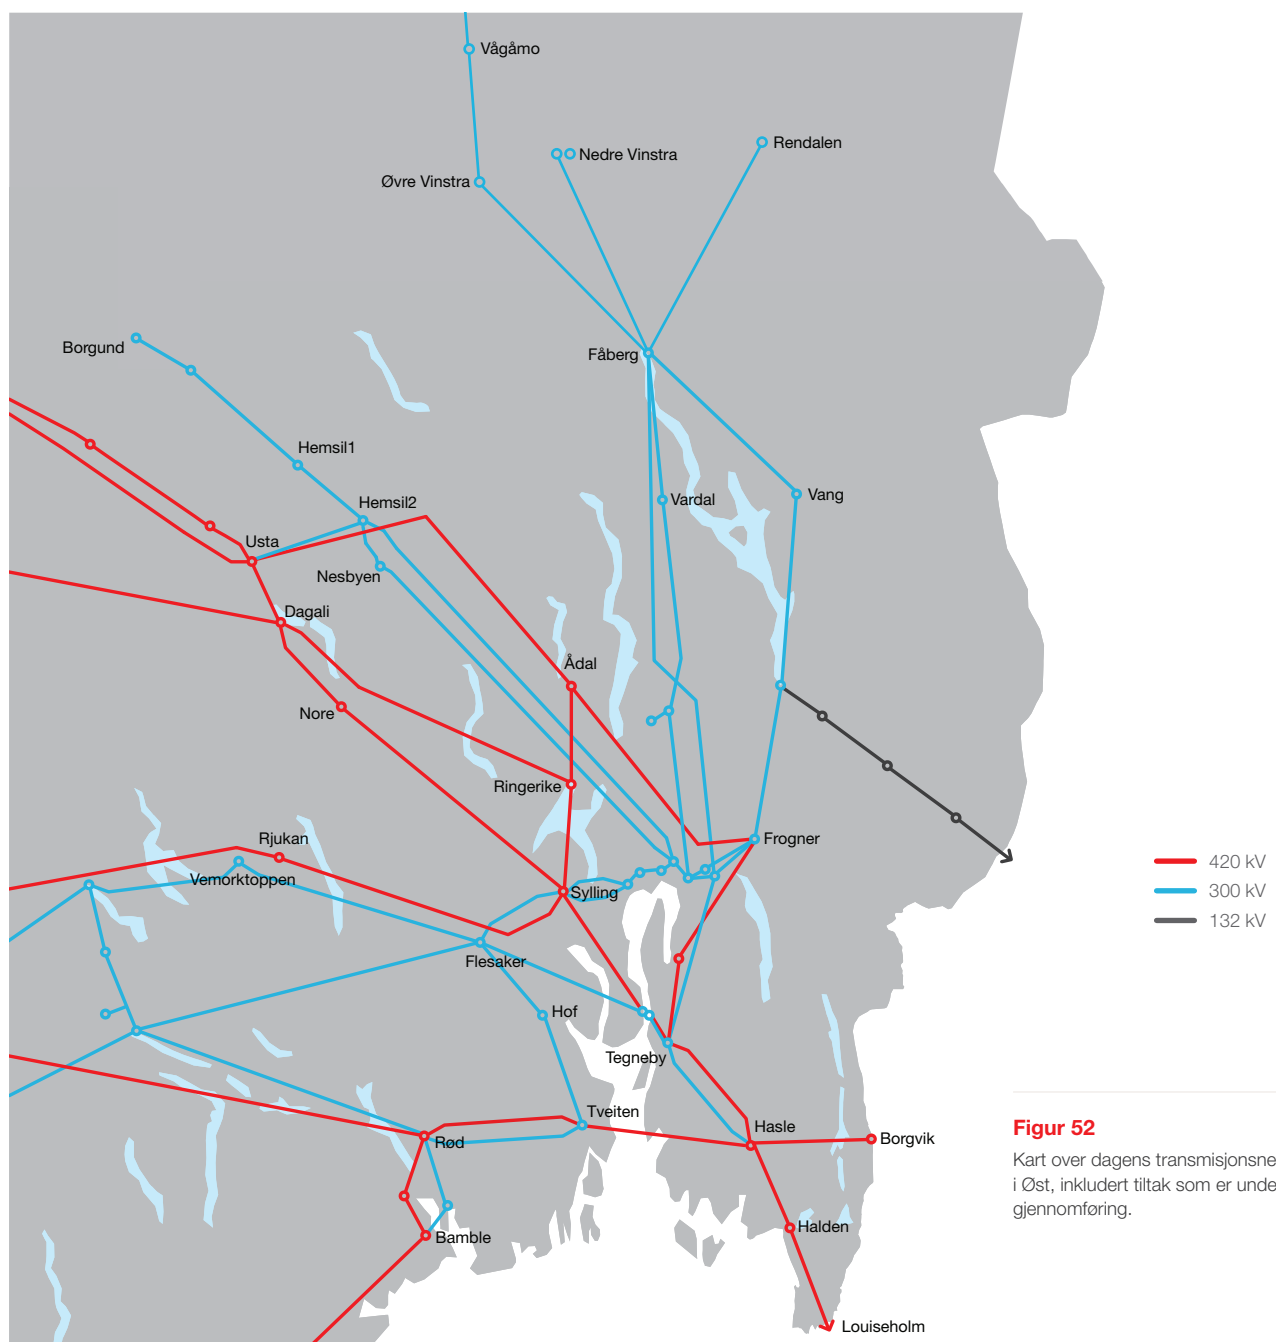 Vågåmo
Nedre Vinstra
Rendalen
Øvre Vinstra
Borgund
Fåberg
Hemsil1
Hemsil2
Vardal
Vang
Usta
Nesbyen
Dagali
Ådal
Nore
Ringerike
Rjukan
Frogner
Vemorktoppen
Sylling
420 kV
300 kV
132 kV
Flesaker
Hof
Tegneby
Tveiten
Hasle
Rød
Borgvik
Bamble
Halden
Louiseholm
Figur 52
Kart over dagens transmisjonsne
i Øst, inkludert tiltak som er unde
gjennomføring.